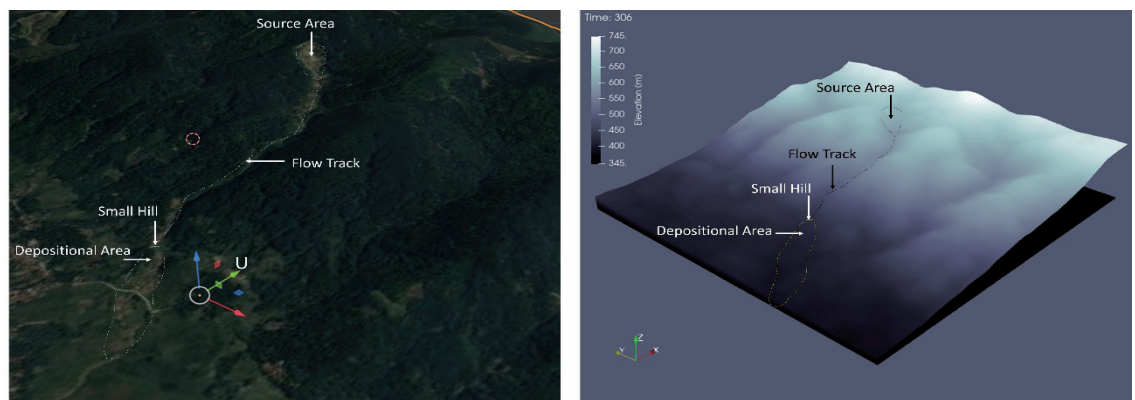 Source Area
Flow Track
Small Hill
Depositional Area
U
Time: 306
745.
700
650
600
550
500
450
400
345.
Elevation (m)
Source Area
Flow Track
Small Hill
Depositional Area
Z
Y
X